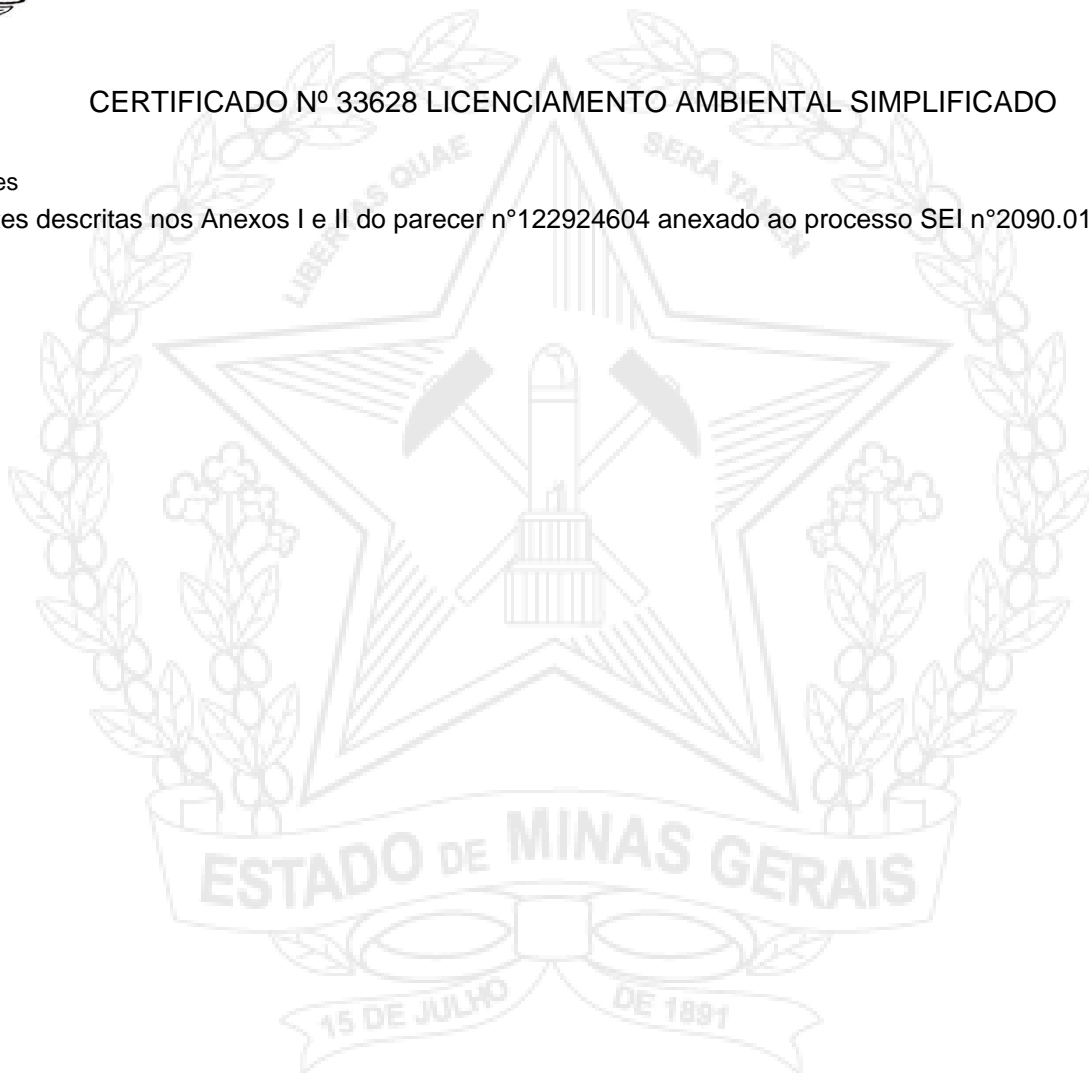 CERTIFICADO Nº 33628 LICENCIAMENTO AMBIENTAL SIMPLIFICADO
es
es descritas nos Anexos I e II do parecer n°122924604 anexado ao processo SEI n°2090.01
LIBERTAS QUAE SERA TAMEN
ESTADO DE MINAS GERAIS
15 DE JULHO DE 1891